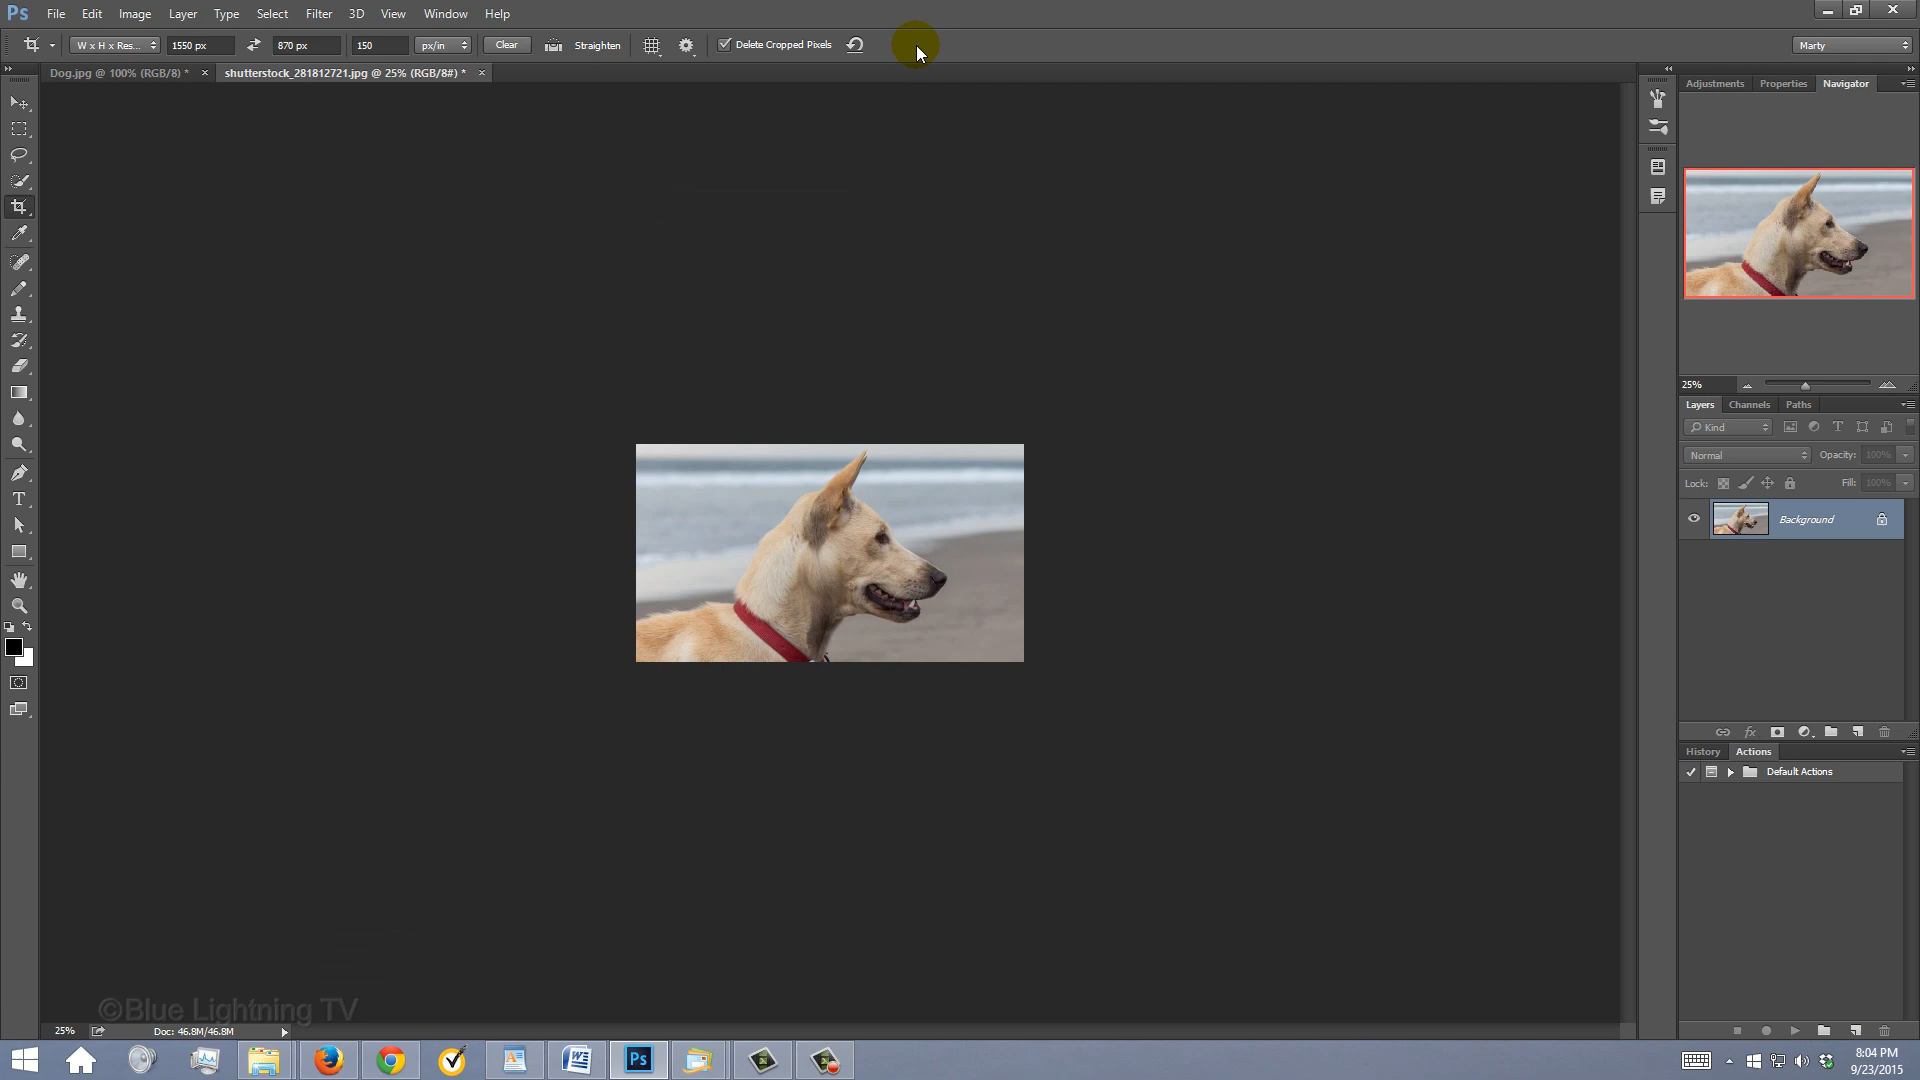 Ps File Edit Image Layer Type Select Filter 3D View Window Help
W x H x Res... 1550 px 870 px 150 px/in Clear Straighten Delete Cropped Pixels Marty
Dog.jpg @ 100% (RGB/8) * × shutterstock_281812721.jpg @ 25% (RGB/8#) * ×
Adjustments Properties Navigator
25%
Layers Channels Paths
Kind
Normal Opacity: 100%
Lock: Fill: 100%
Background
History Actions
Default Actions
©Blue Lightning TV
25% Doc: 46.8M/46.8M
Ps
8:04 PM
9/23/2015